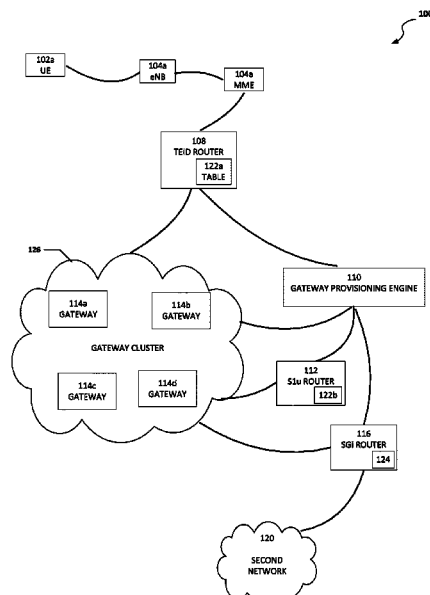 100
102a
UE
104a
eNB
104a
MME
108
TEID ROUTER
122a
TABLE
126
110
GATEWAY PROVISIONING ENGINE
114a
GATEWAY
114b
GATEWAY
GATEWAY CLUSTER
112
S1u ROUTER
122b
114c
GATEWAY
114d
GATEWAY
116
SGi ROUTER
124
120
SECOND
NETWORK